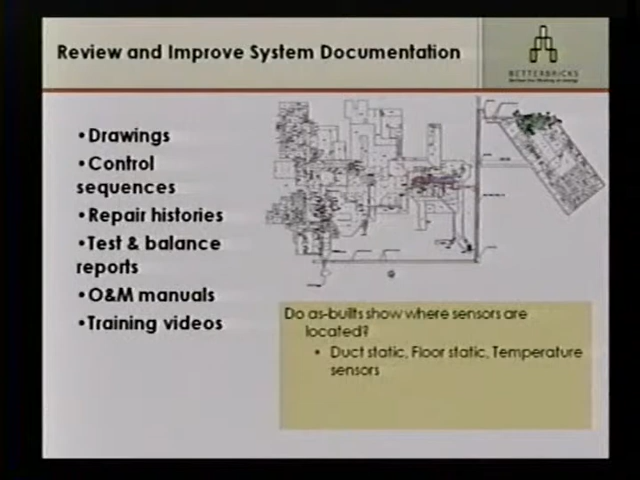 Review and Improve System Documentation
BETTERBRICKS
•Drawings
•Control
sequences
•Repair histories
•Test & balance
reports
•O&M manuals
•Training videos
Do as-builts show where sensors are
located?
• Duct static, Floor static, Temperature
sensors